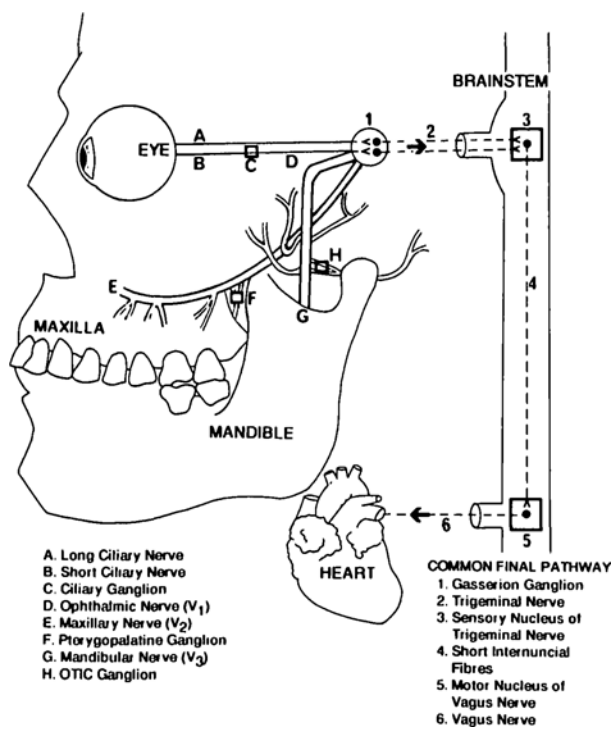 BRAINSTEM
1
2
3
A
EYE
B
C
D
H
E
F
G
4
MAXILLA
MANDIBLE
6
5
HEART
A. Long Ciliary Nerve
B. Short Ciliary Nerve
C. Ciliary Ganglion
D. Ophthalmic Nerve (V₁)
E. Maxillary Nerve (V₂)
F. Pterygopalatine Ganglion
G. Mandibular Nerve (V₃)
H. OTIC Ganglion
COMMON FINAL PATHWAY
1. Gasserion Ganglion
2. Trigeminal Nerve
3. Sensory Nucleus of
Trigeminal Nerve
4. Short Internuncial
Fibres
5. Motor Nucleus of
Vagus Nerve
6. Vagus Nerve